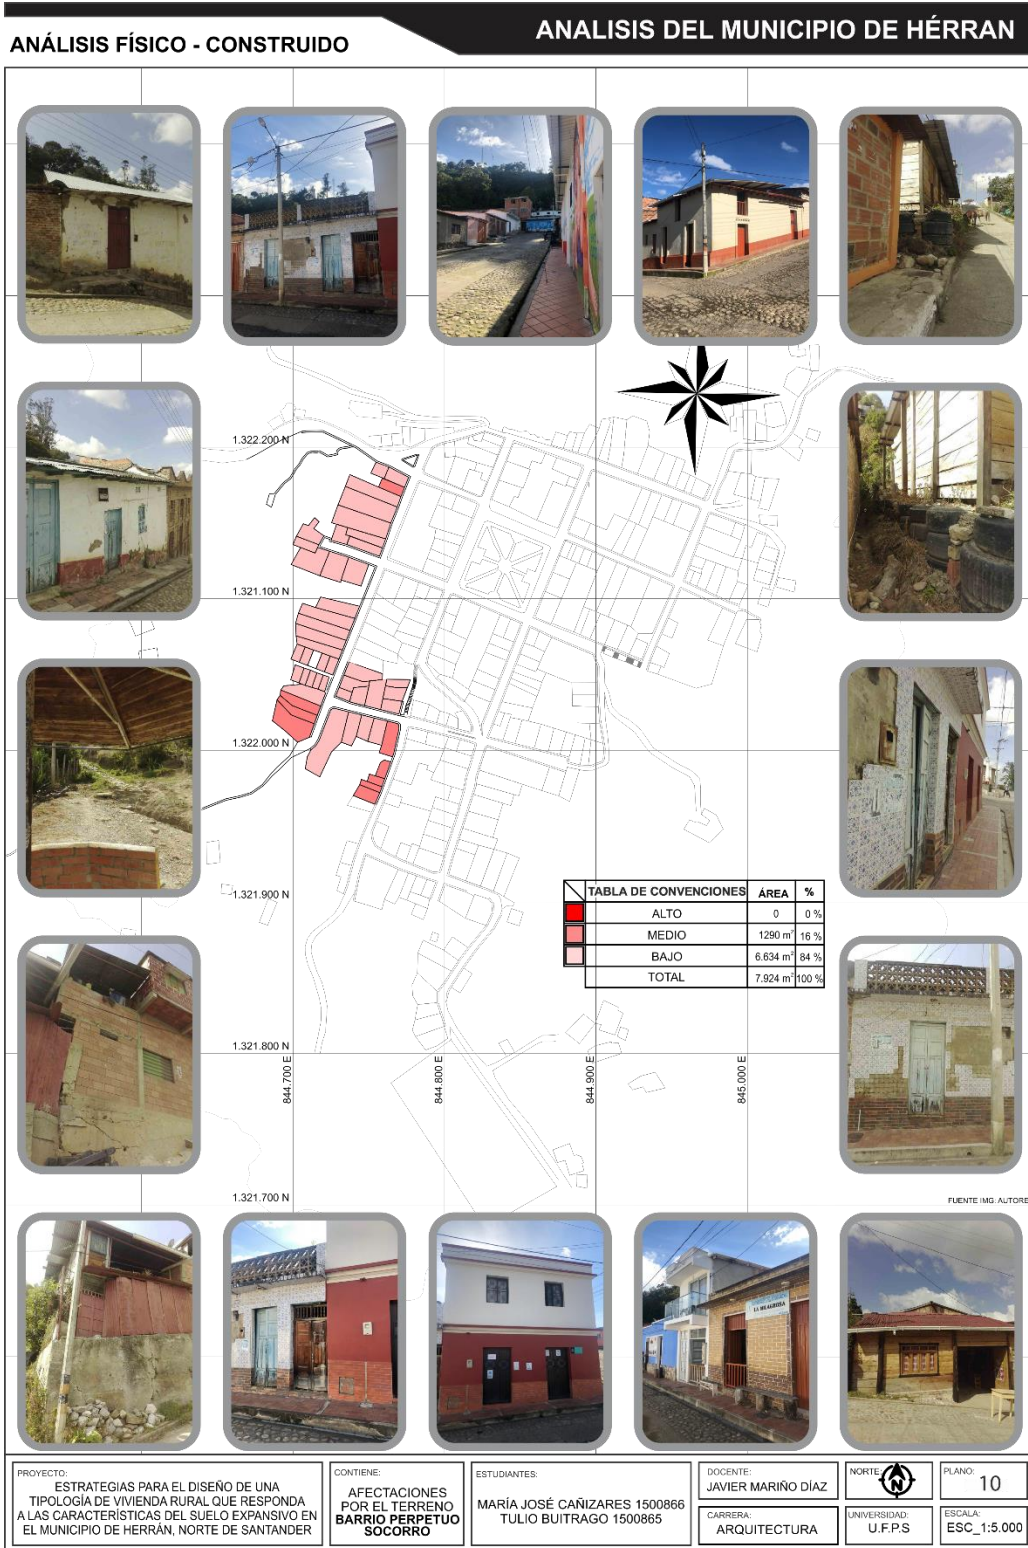 ANÁLISIS FÍSICO - CONSTRUIDO
ANALISIS DEL MUNICIPIO DE HÉRRAN
1.322.200 N
1.321.100 N
1.322.000 N
1.321.900 N
1.321.800 N
1.321.700 N
844.700 E
844.800 E
844.900 E
845.000 E
TABLA DE CONVENCIONES ÁREA %
ALTO 0 0 %
MEDIO 1290 m² 16 %
BAJO 6.634 m² 84 %
TOTAL 7.924 m² 100 %
FUENTE IMG: AUTORE
LA MILAGROSA
PROYECTO:
ESTRATEGIAS PARA EL DISEÑO DE UNA
TIPOLOGÍA DE VIVIENDA RURAL QUE RESPONDA
A LAS CARACTERÍSTICAS DEL SUELO EXPANSIVO EN
EL MUNICIPIO DE HERRÁN, NORTE DE SANTANDER
CONTIENE:
AFECTACIONES
POR EL TERRENO
BARRIO PERPETUO
SOCORRO
ESTUDIANTES:
MARÍA JOSÉ CAÑIZARES 1500866
TULIO BUITRAGO 1500865
DOCENTE:
JAVIER MARIÑO DÍAZ
CARRERA:
ARQUITECTURA
NORTE:
N
UNIVERSIDAD:
U.F.P.S
PLANO:
10
ESCALA:
ESC_1:5.000